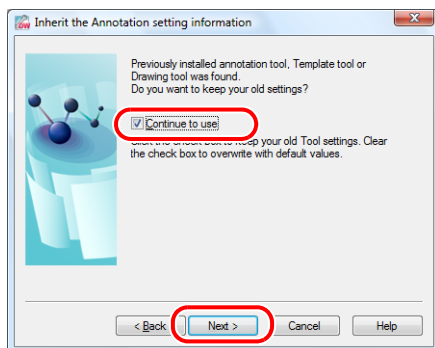 Inherit the Annotation setting information
Previously installed annotation tool, Template tool or
Drawing tool was found.
Do you want to keep your old settings?
Continue to use
Click the check box to keep your old Tool settings. Clear
the check box to overwrite with default values.
< Back
Next >
Cancel
Help